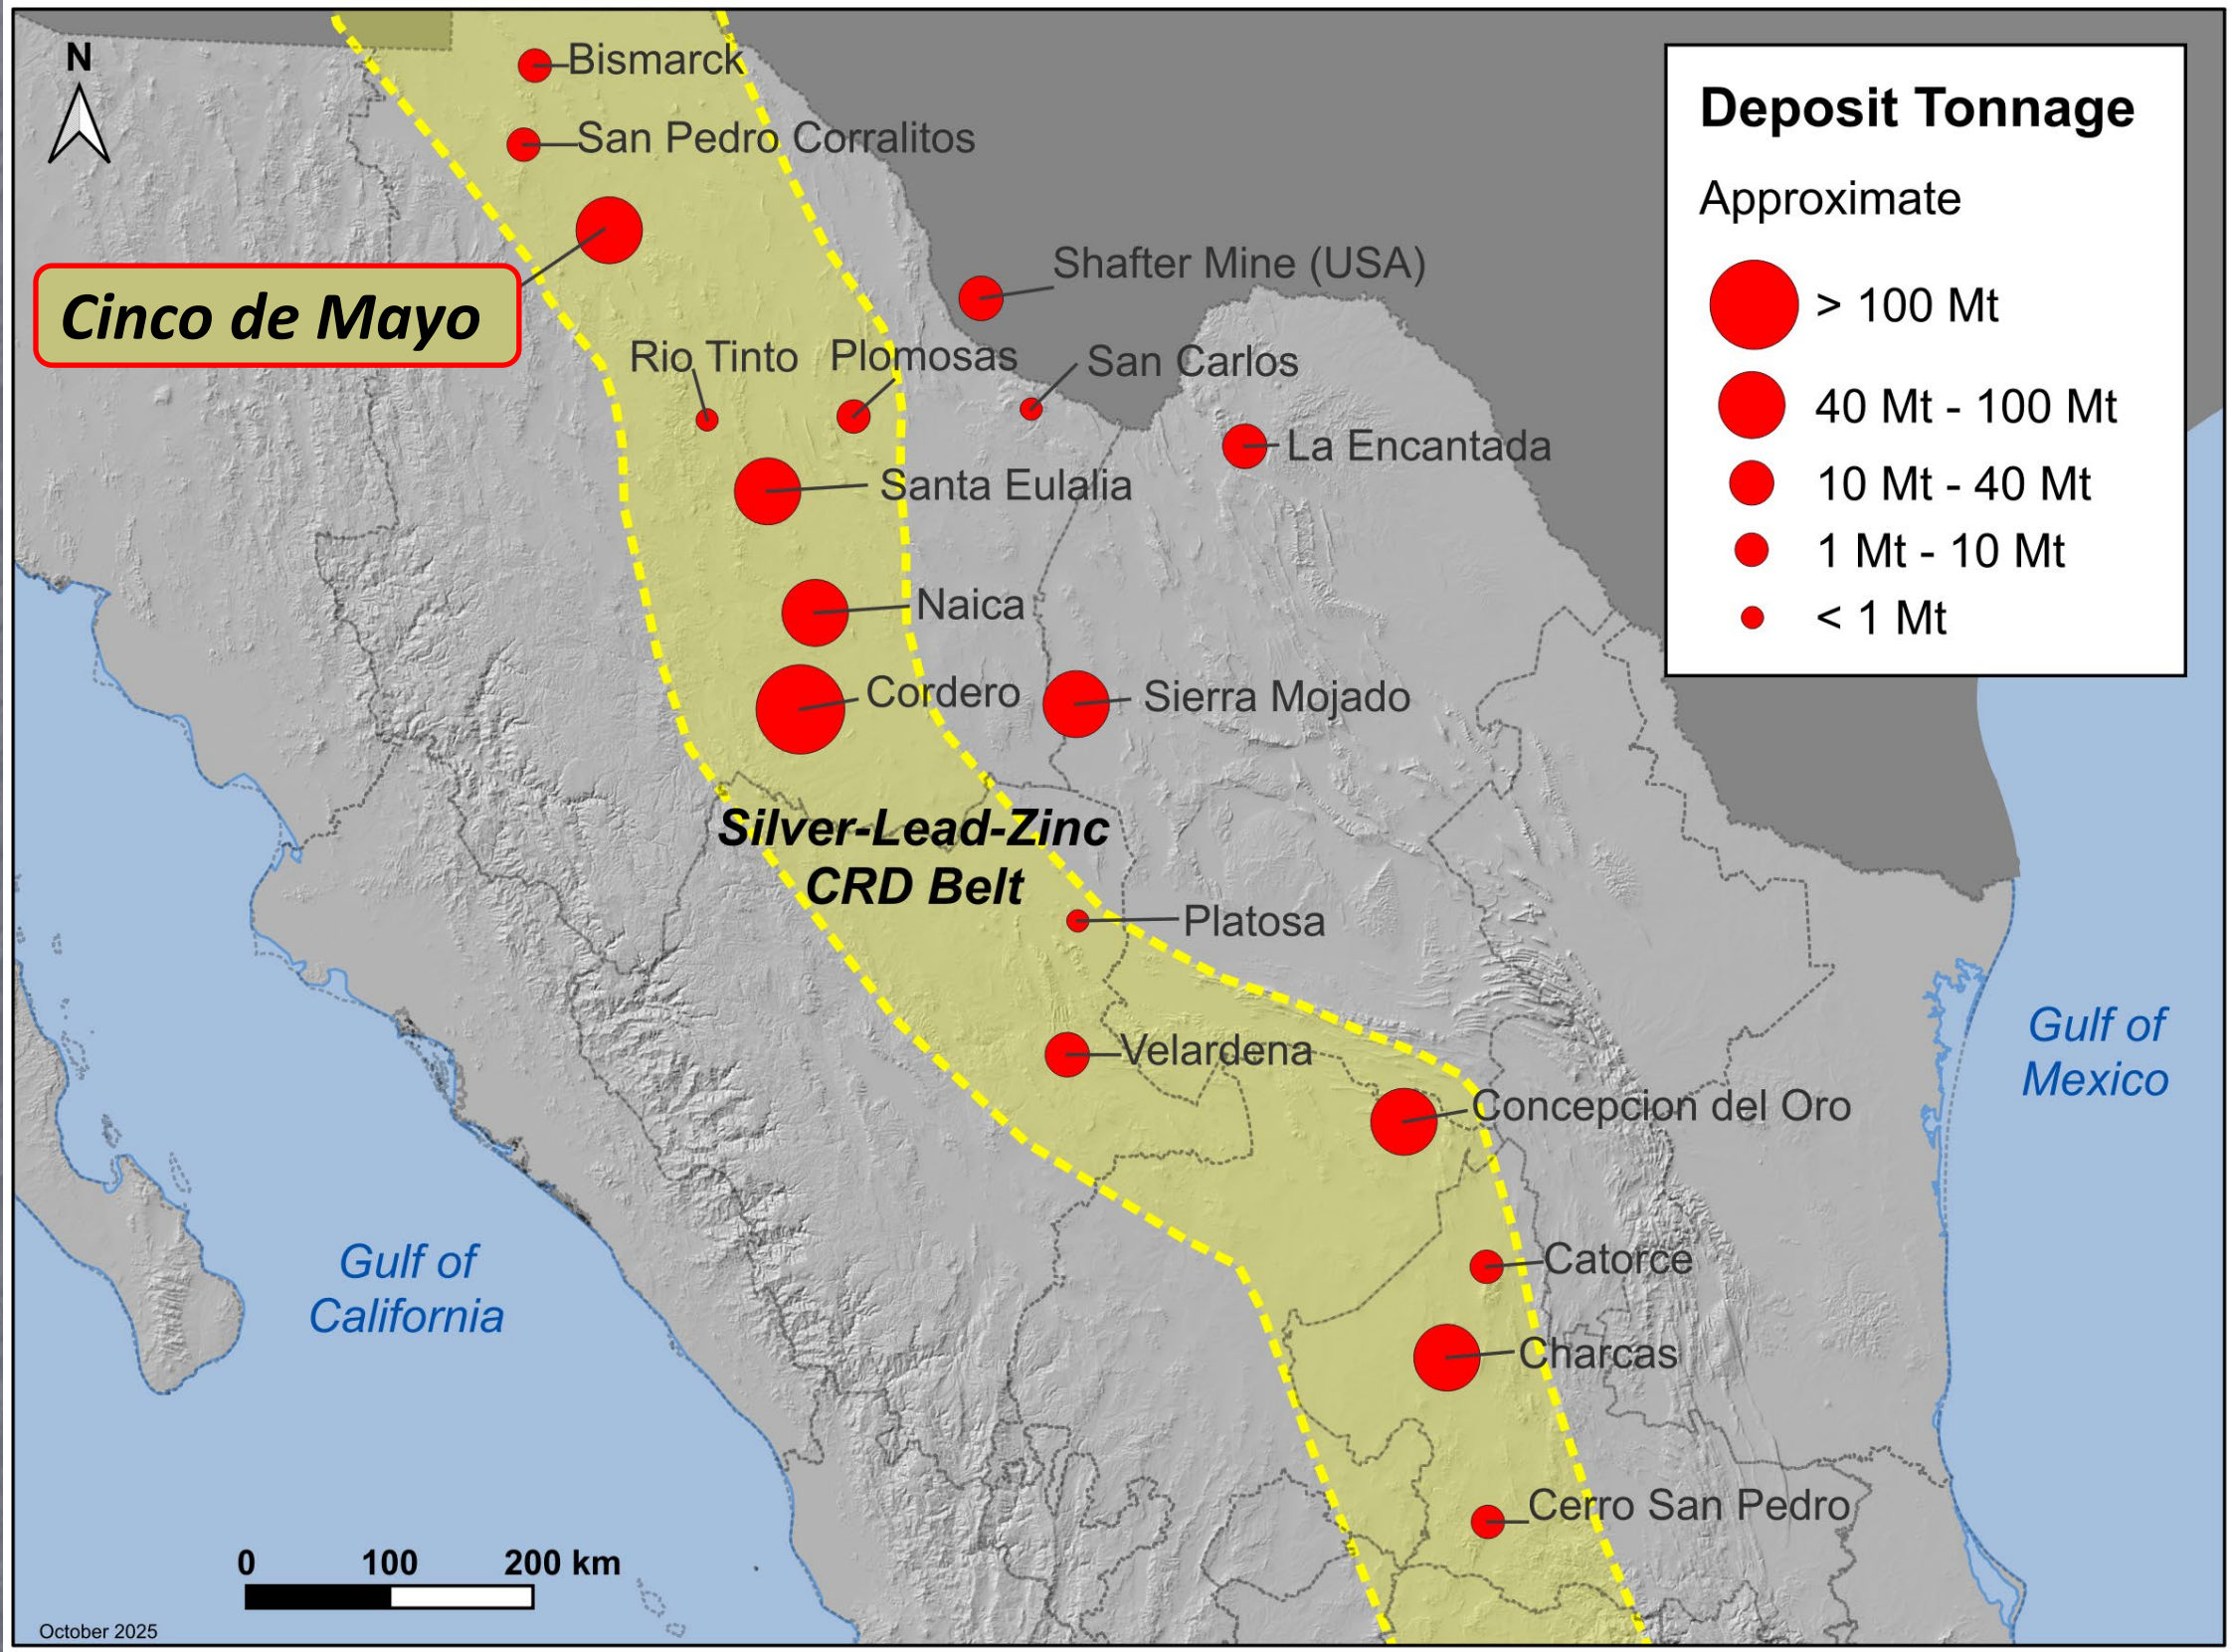 N
Bismarck
San Pedro Corralitos
Cinco de Mayo
Shafter Mine (USA)
Rio Tinto
Plomosas
San Carlos
La Encantada
Santa Eulalia
Naica
Cordero
Sierra Mojado
Silver-Lead-Zinc
CRD Belt
Platosa
Velardena
Concepcion del Oro
Catorce
Charcas
Cerro San Pedro
Gulf of
California
Gulf of
Mexico
Deposit Tonnage
Approximate
> 100 Mt
40 Mt - 100 Mt
10 Mt - 40 Mt
1 Mt - 10 Mt
< 1 Mt
0 100 200 km
October 2025